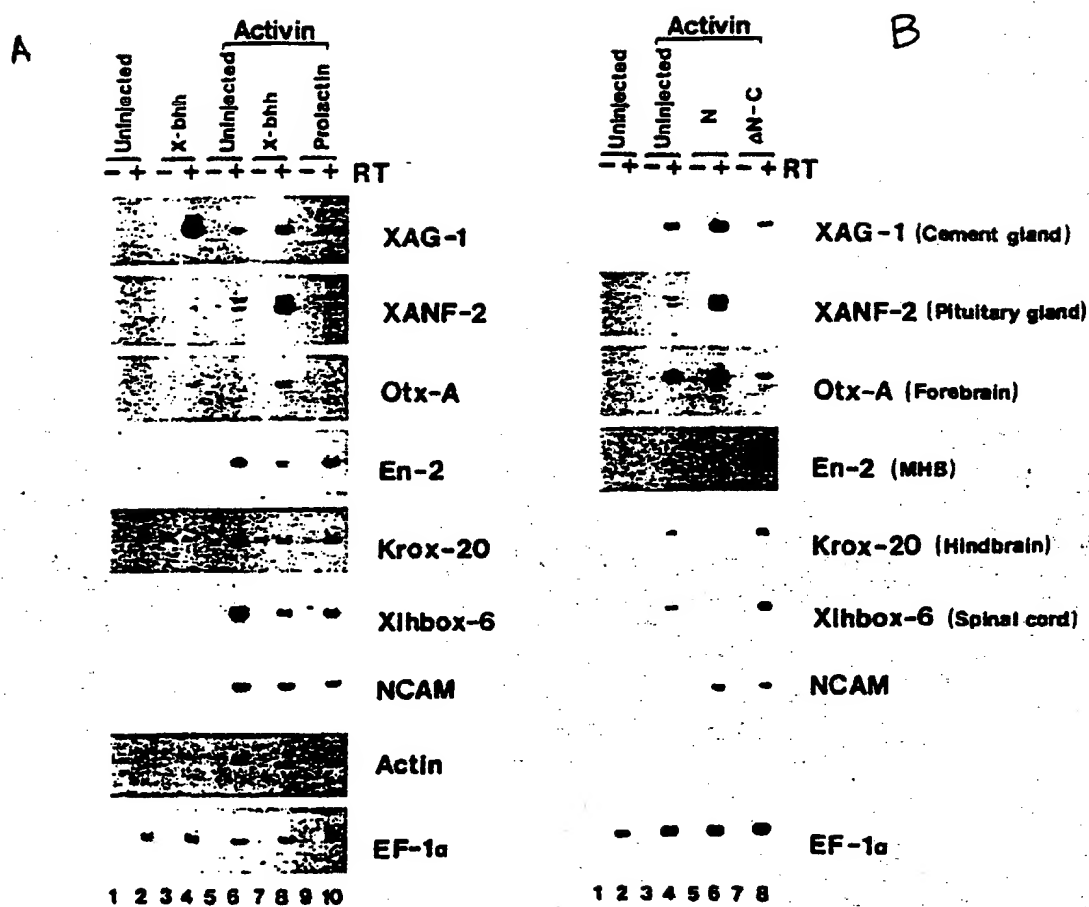 A
Activin
Uninjected
X-bhh
Uninjected
X-bhh
Prolactin
- + - + - + - + - + RT
XAG-1
XANF-2
Otx-A
En-2
Krox-20
Xlhbox-6
NCAM
Actin
EF-1α
1 2 3 4 5 6 7 8 9 10
B
Activin
Uninjected
Uninjected
N
ΔN-C
- + - + - + - + RT
XAG-1 (Cement gland)
XANF-2 (Pituitary gland)
Otx-A (Forebrain)
En-2 (MHB)
Krox-20 (Hindbrain)
Xlhbox-6 (Spinal cord)
NCAM
EF-1α
1 2 3 4 5 6 7 8